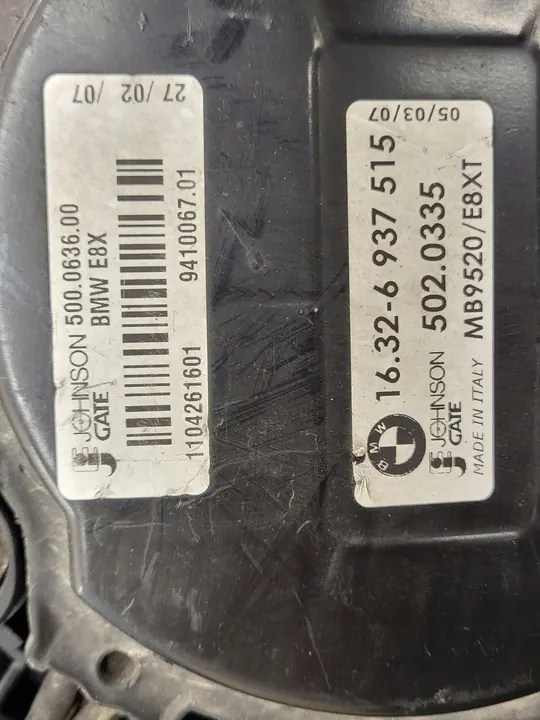 JOHNSON 500.0636.00
GATE BMW E8X
1104261601 9410067.01
27/02 /07
BMW
16.32-6 937 515
JOHNSON 502.0335
GATE
MADE IN ITALY MB9520/E8XT
05/03/07